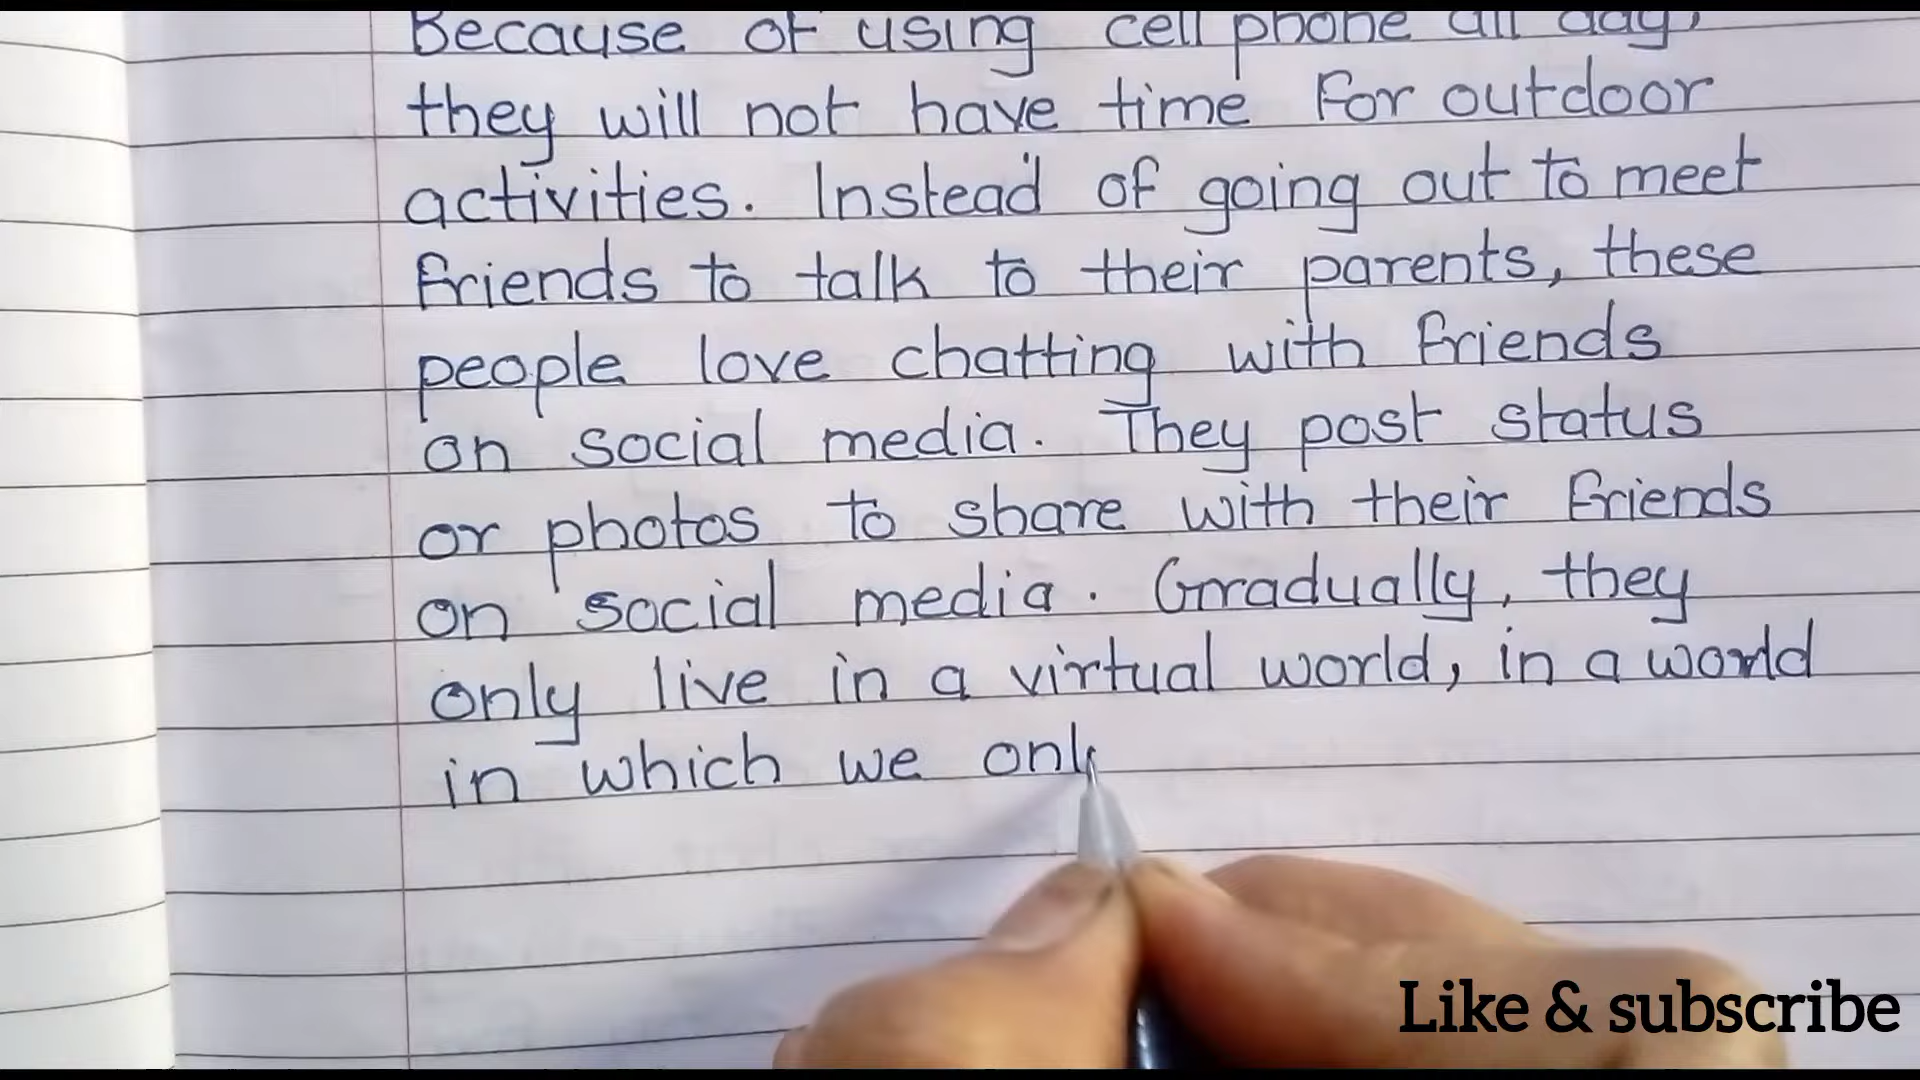 Because of using cell phone all day,
they will not have time for outdoor
activities. Instead of going out to meet
friends to talk to their parents, these
people love chatting with friends
on social media. They post status
or photos to share with their friends
on social media. Gradually, they
only live in a virtual world, in a world
in which we only
Like & subscribe